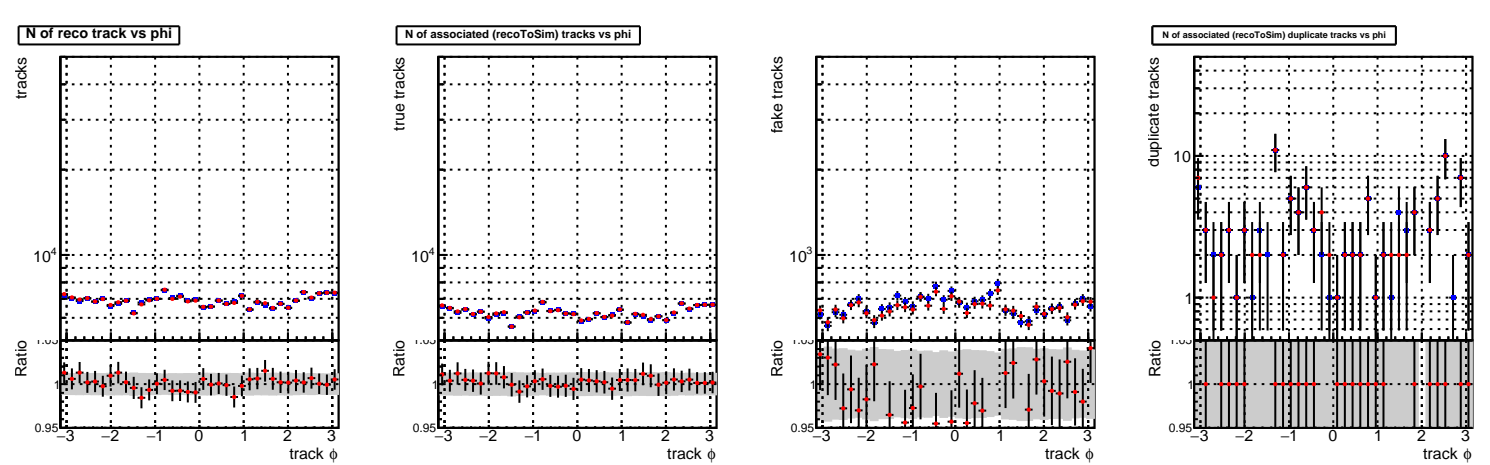 N of reco track vs phi
tracks
10⁴
Ratio
1.05
1
0.95
−3 −2 −1 0 1 2 3
track ϕ
N of associated (recoToSim) tracks vs phi
true tracks
10⁴
Ratio
1.05
1
0.95
−3 −2 −1 0 1 2 3
track ϕ
fake tracks
10³
Ratio
1.05
1
0.95
−3 −2 −1 0 1 2 3
track ϕ
N of associated (recoToSim) duplicate tracks vs phi
duplicate tracks
10
1
Ratio
1.05
1
0.95
−3 −2 −1 0 1 2 3
track ϕ